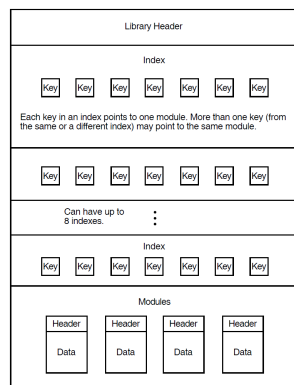 Library Header
Index
Key Key Key Key Key Key Key
Each key in an index points to one module. More than one key (from
the same or a different index) may point to the same module.
Key Key Key Key Key Key Key
Can have up to
8 indexes.
Index
Key Key Key Key Key Key Key
Modules
Header Header Header Header
Data Data Data Data